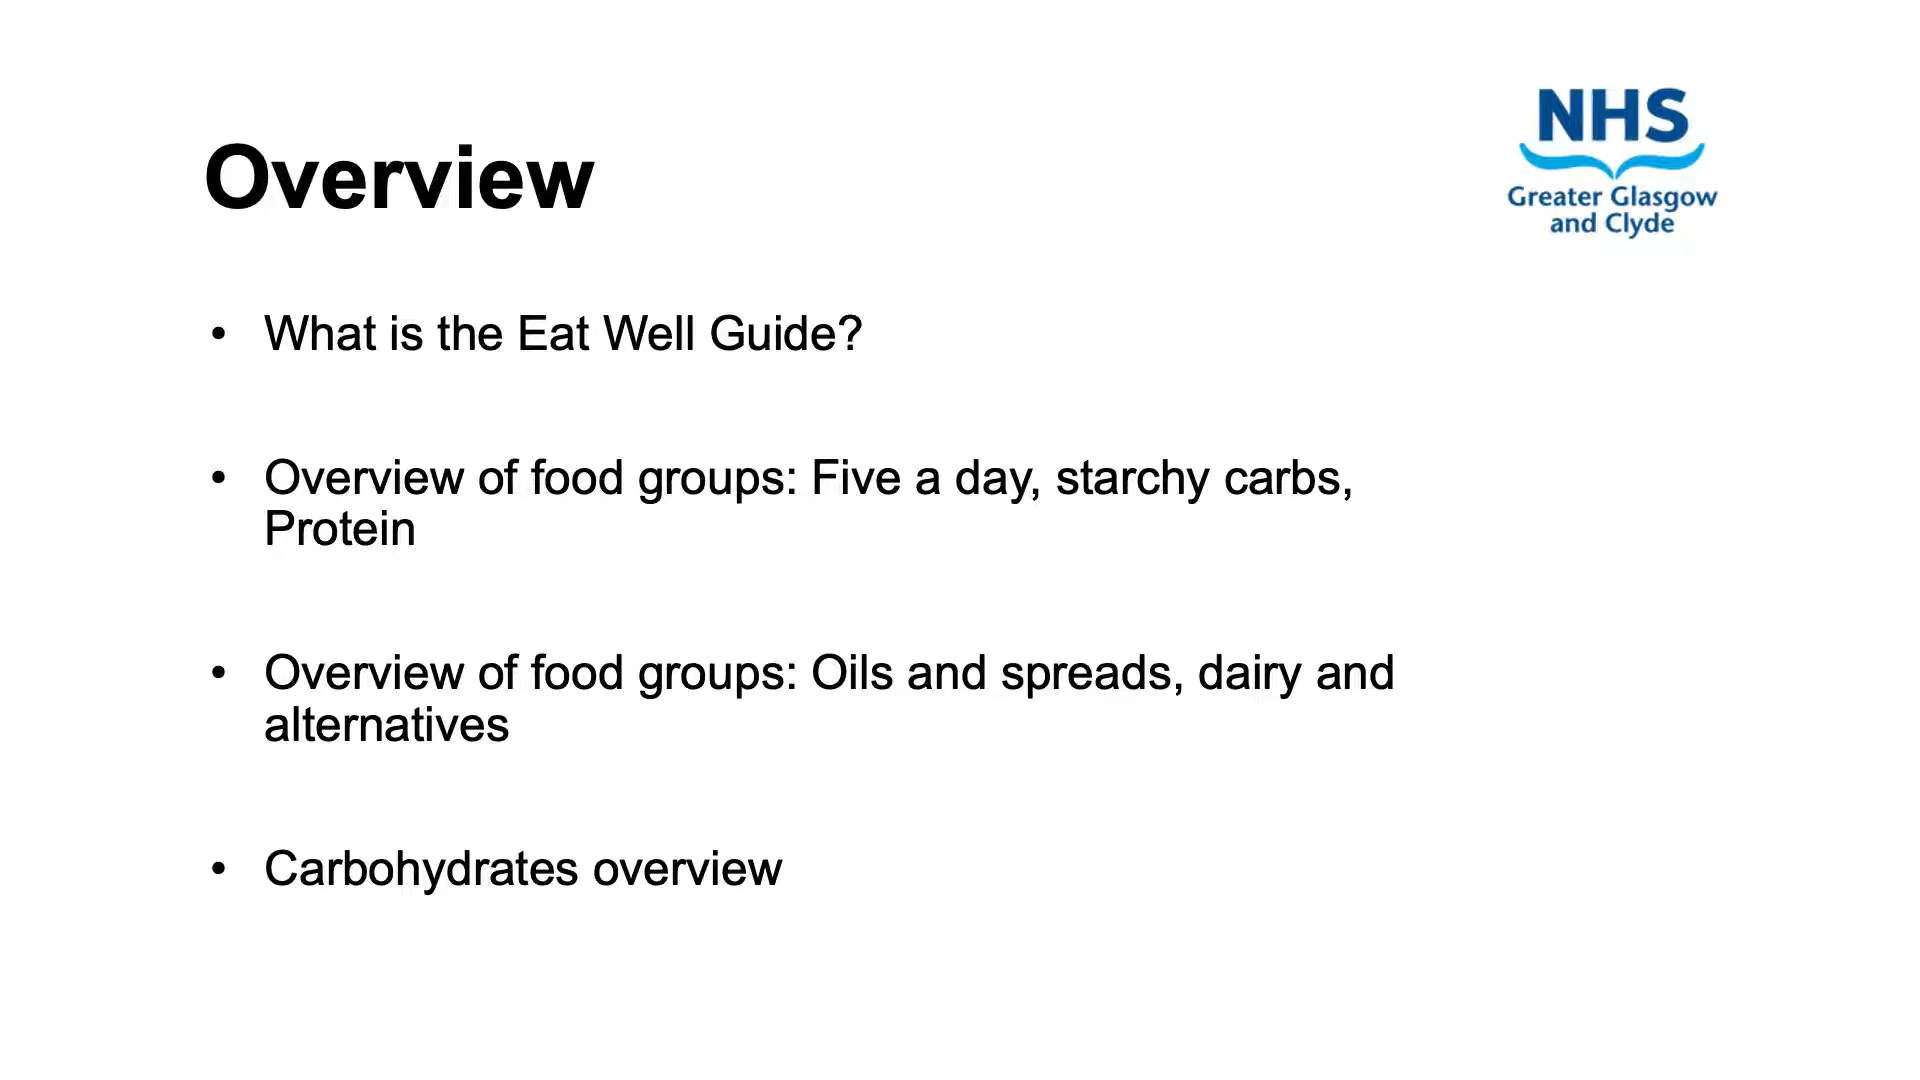 NHS
Greater Glasgow
and Clyde
Overview
• What is the Eat Well Guide?
• Overview of food groups: Five a day, starchy carbs,
Protein
• Overview of food groups: Oils and spreads, dairy and
alternatives
• Carbohydrates overview